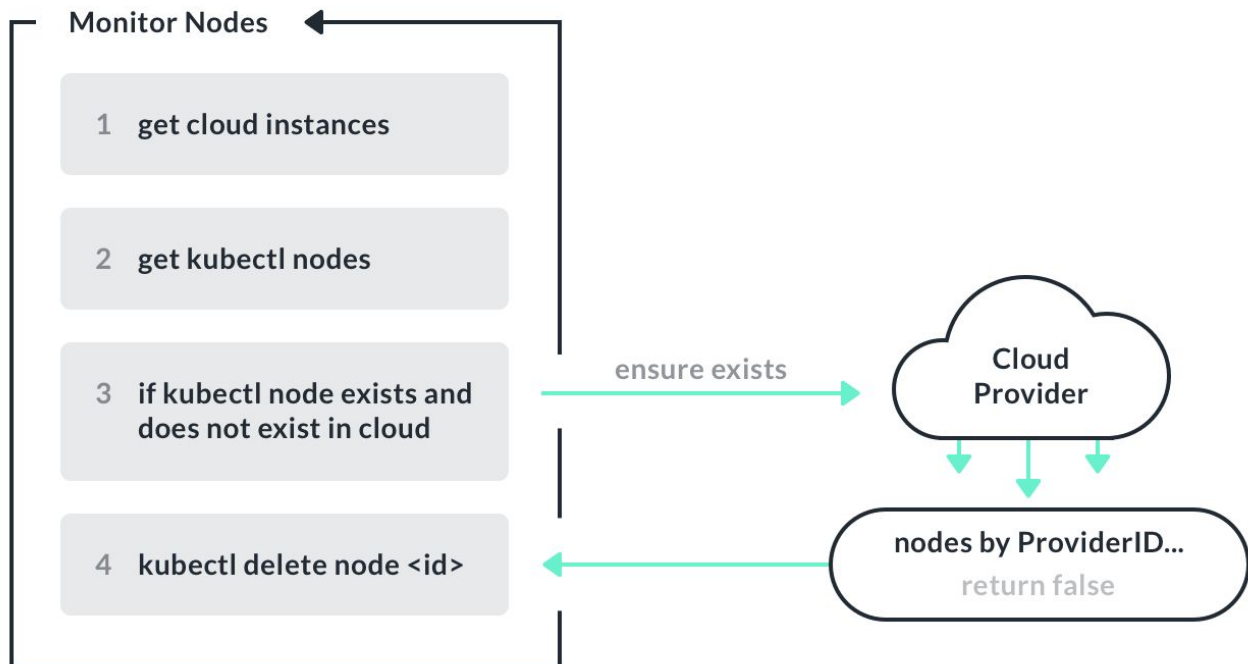 Monitor Nodes
1 get cloud instances
2 get kubectl nodes
3 if kubectl node exists and
does not exist in cloud
ensure exists
Cloud
Provider
4 kubectl delete node <id>
nodes by ProviderID...
return false